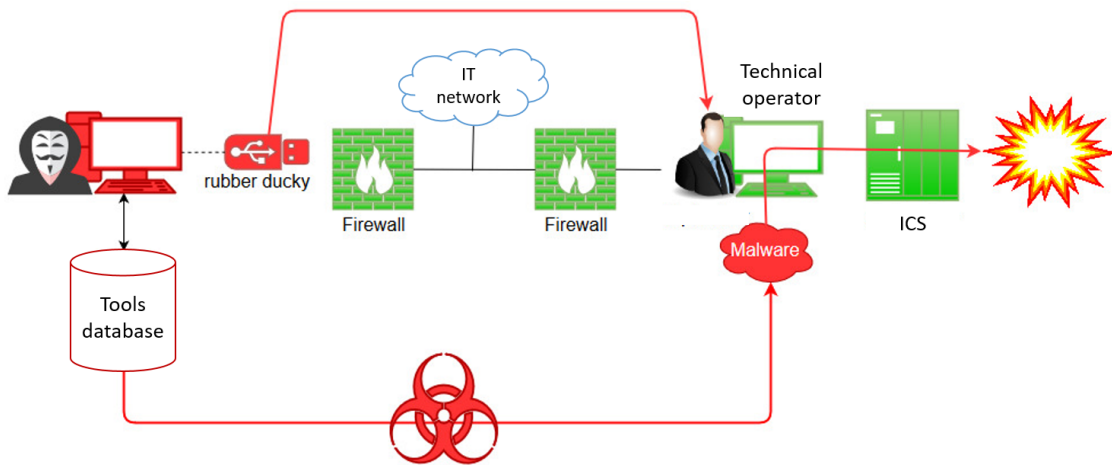 IT
network
Technical
operator
rubber ducky
Firewall
Firewall
ICS
Malware
Tools
database